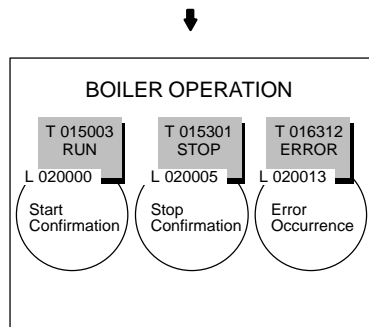 BOILER OPERATION
T 015003 T 015301 T 016312
RUN STOP ERROR
L 020000 L 020005 L 020013
Start Stop Error
Confirmation Confirmation Occurrence